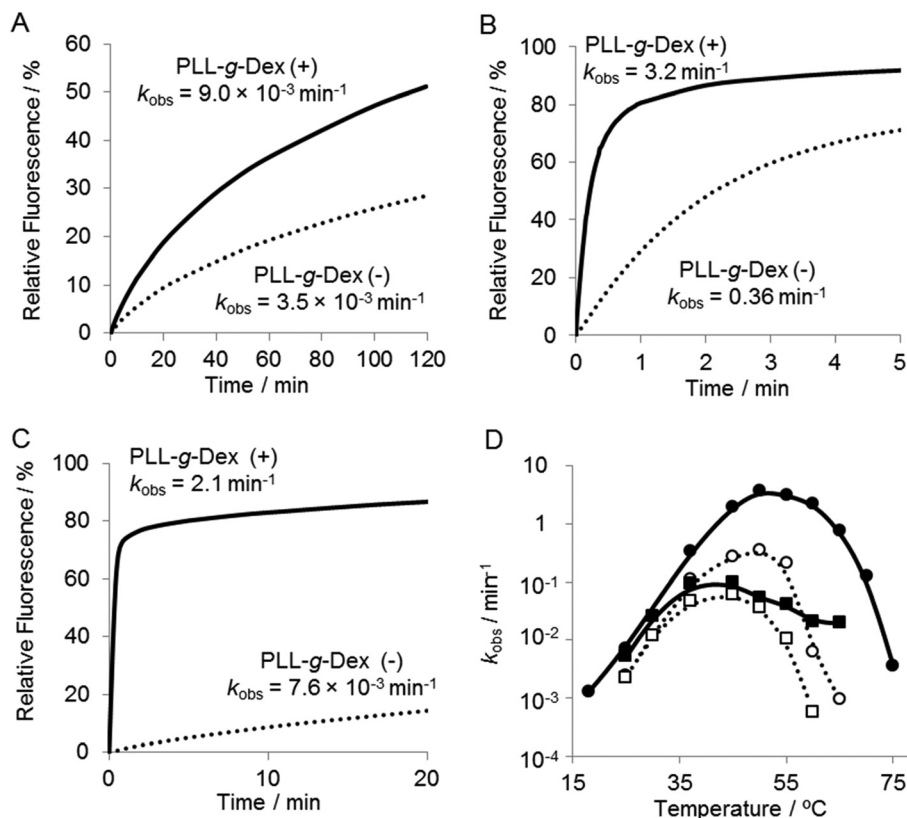 A
Relative Fluorescence / %
60
50
40
30
20
10
0
PLL-g-Dex (+)
kobs = 9.0 × 10-3 min-1
PLL-g-Dex (-)
kobs = 3.5 × 10-3 min-1
0 20 40 60 80 100 120
Time / min
B
Relative Fluorescence / %
100
80
60
40
20
0
PLL-g-Dex (+)
kobs = 3.2 min-1
PLL-g-Dex (-)
kobs = 0.36 min-1
0 1 2 3 4 5
Time / min
C
Relative Fluorescence / %
100
80
60
40
20
0
PLL-g-Dex (+)
kobs = 2.1 min-1
PLL-g-Dex (-)
kobs = 7.6 × 10-3 min-1
0 10 20
Time / min
D
kobs / min-1
10
1
10-1
10-2
10-3
10-4
15 35 55 75
Temperature / ºC